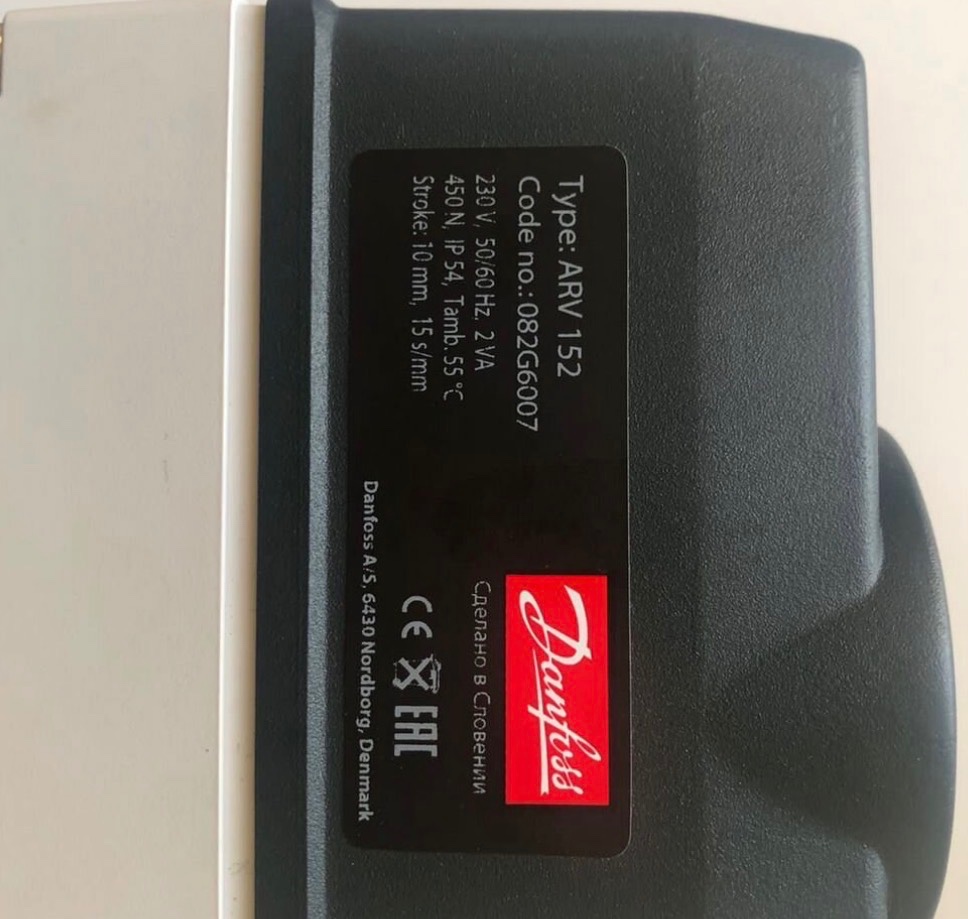 Type: ARV 152
Code no.: 082G6007
230 V, 50/60 Hz, 2 VA
450 N, IP 54, Tamb. 55 °C
Stroke: 10 mm, 15 s/mm
Danfoss
Сделано в Словении
CE EAC
Danfoss A/S, 6430 Nordborg, Denmark